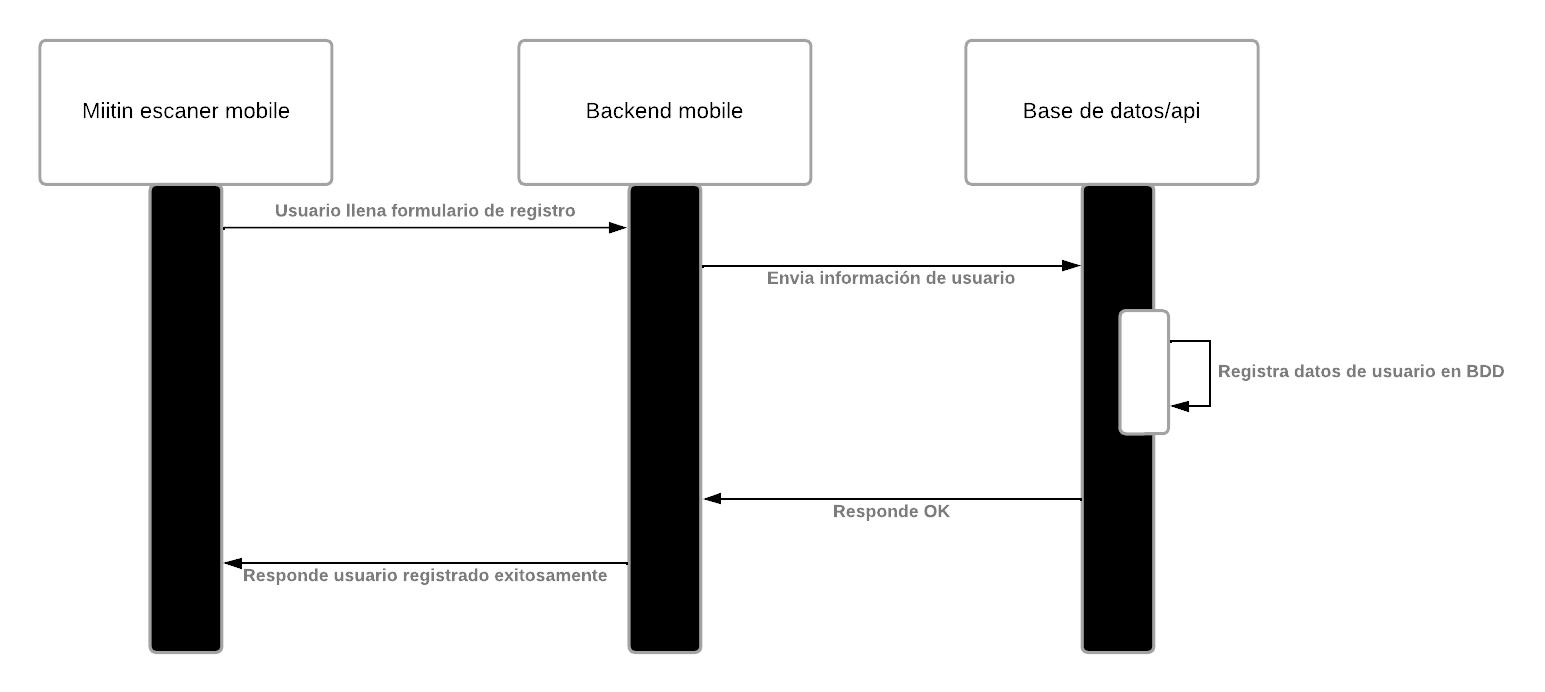 Miitin escaner mobile
Backend mobile
Base de datos/api
Usuario llena formulario de registro
Envia información de usuario
Registra datos de usuario en BDD
Responde OK
Responde usuario registrado exitosamente